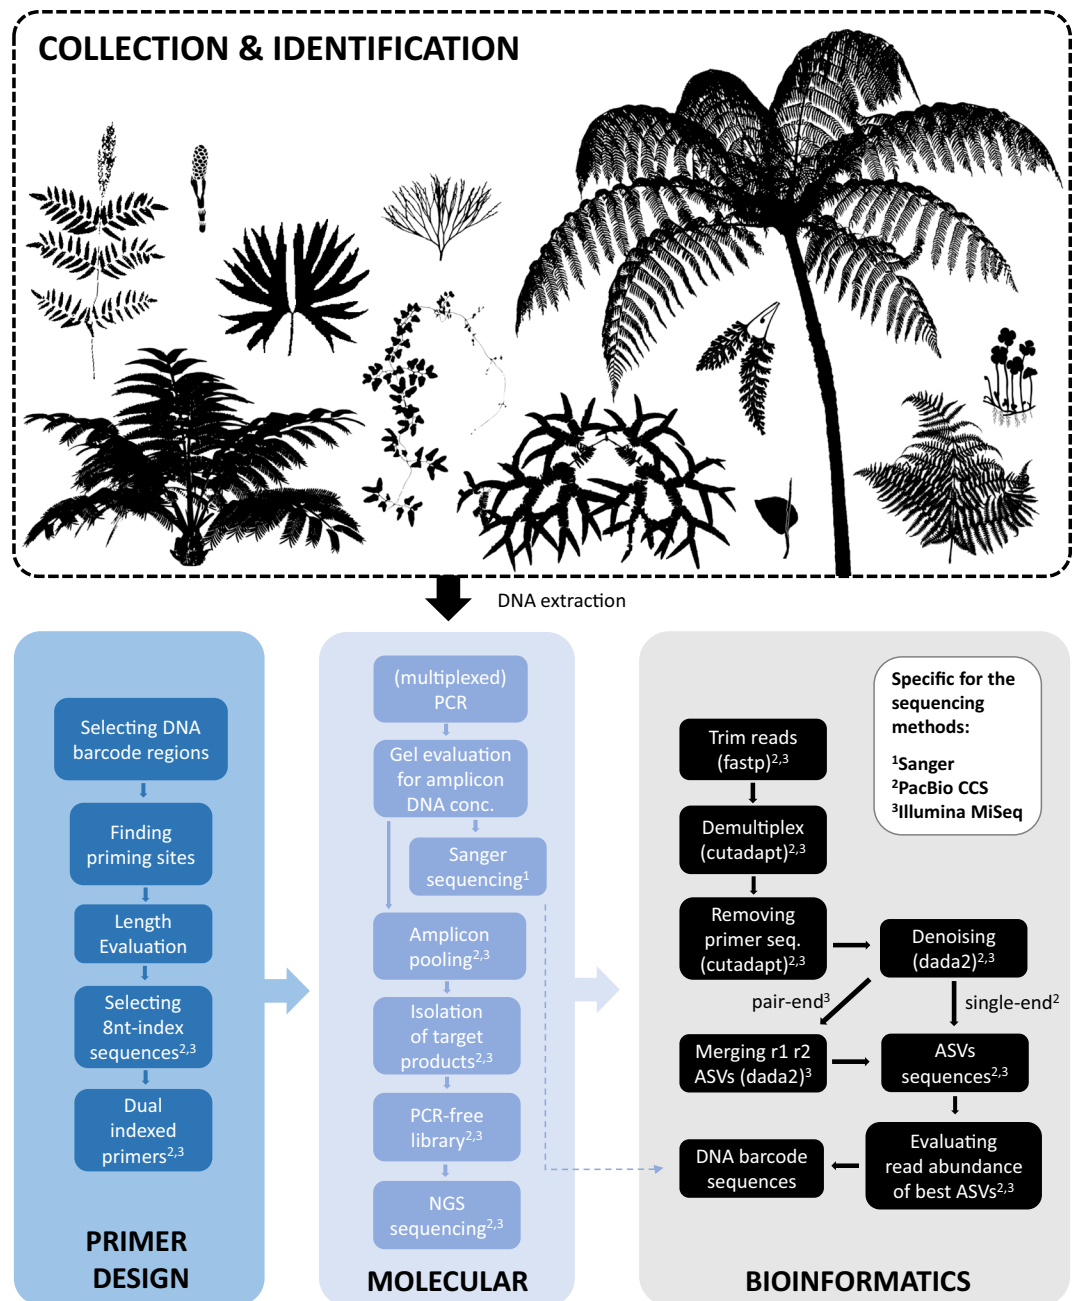 COLLECTION & IDENTIFICATION
DNA extraction
Selecting DNA
barcode regions
Finding
priming sites
Length
Evaluation
Selecting
8nt-index
sequences²,³
Dual
indexed
primers²,³
PRIMER
DESIGN
(multiplexed)
PCR
Gel evaluation
for amplicon
DNA conc.
Sanger
sequencing¹
Amplicon
pooling²,³
Isolation
of target
products²,³
PCR-free
library²,³
NGS
sequencing²,³
MOLECULAR
Specific for the
sequencing
methods:
¹Sanger
²PacBio CCS
³Illumina MiSeq
Trim reads
(fastp)²,³
Demultiplex
(cutadapt)²,³
Removing
primer seq.
(cutadapt)²,³
Denoising
(dada2)²,³
pair-end³
single-end²
Merging r1 r2
ASVs (dada2)³
ASVs
sequences²,³
Evaluating
read abundance
of best ASVs²,³
DNA barcode
sequences
BIOINFORMATICS